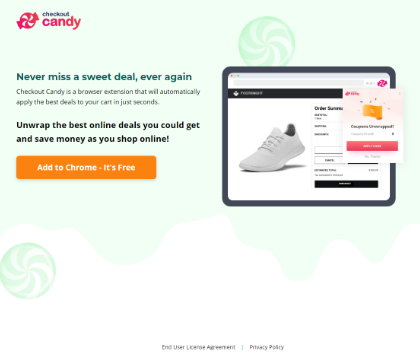 checkout
candy
Never miss a sweet deal, ever again
Checkout Candy is a browser extension that will automatically
apply the best deals to your cart in just seconds.
Unwrap the best online deals you could get
and save money as you shop online!
Add to Chrome - It's Free
Order Summ
Coupons Unwrapped!
End User License Agreement | Privacy Policy